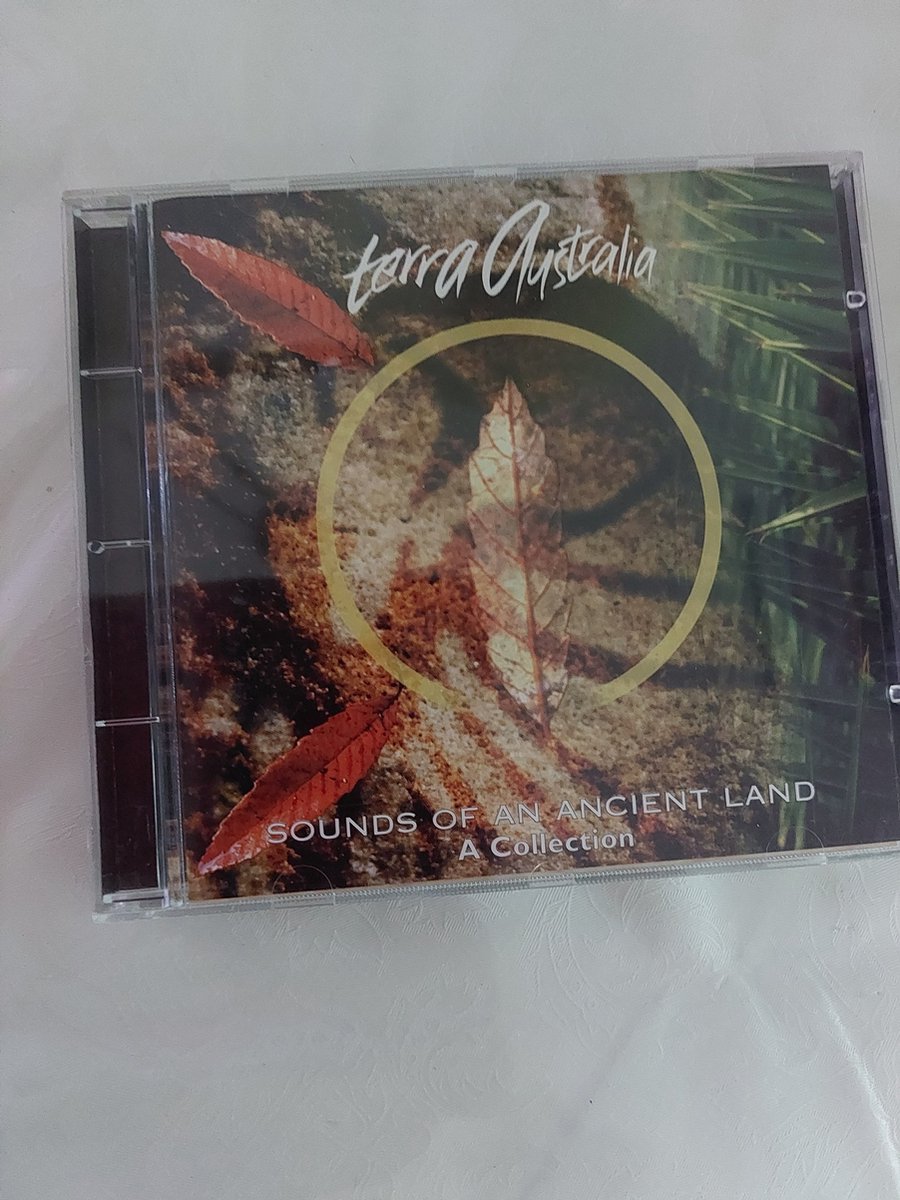 terra Australia
SOUNDS OF AN ANCIENT LAND
A Collection